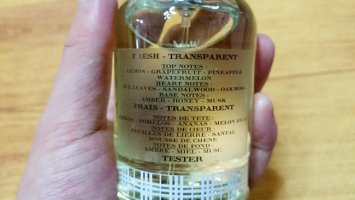 FRESH - TRANSPARENT
TOP NOTES
LEMON - GRAPEFRUIT - PINEAPPLE
WATERMELON
HEART NOTES
IVY LEAVES - SANDALWOOD - OAKMOSS
BASE NOTES
AMBER - HONEY - MUSK
FRAIS - TRANSPARENT
NOTES DE TETE
CITRON - POMELOS - ANANAS - MELON D'EAU
NOTES DE CŒUR
FEUILLES DE LIERRE - SANTAL
MOUSSE DE CHENE
NOTES DE FOND
AMBRE - MIEL - MUSC
TESTER